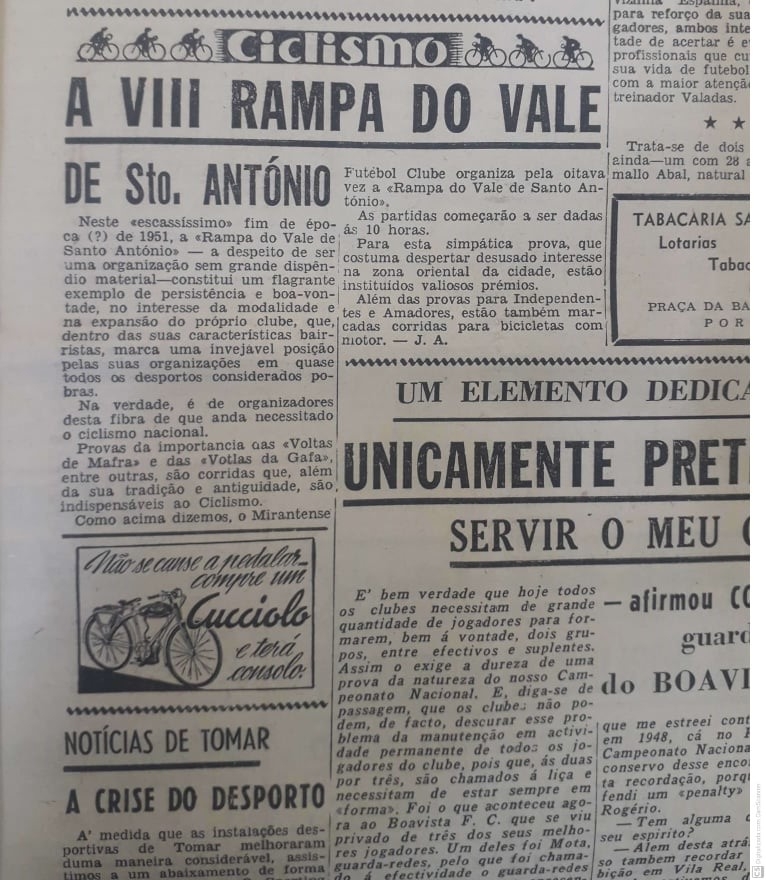 Ciclismo
A VIII RAMPA DO VALE
DE Sto. ANTÓNIO
Neste «escassíssimo» fim de épo-
ca (?) de 1951, a «Rampa do Vale de
Santo António» — a despeito de ser
uma organização sem grande dispên-
dio material—constitui um flagrante
exemplo de persistência e boa-von-
tade, no interesse da modalidade e
na expansão do próprio clube, que,
dentro das suas características bair-
ristas, marca uma invejável posição
pelas suas organizações em quase
todos os desportos considerados po-
bras.
Na verdade, é de organizadores
desta fibra de que anda necessitado
o ciclismo nacional.
Provas da importancia das «Voltas
de Mafra» e das «Votlas da Gafa»,
entre outras, são corridas que, além
da sua tradição e antiguidade, são
indispensáveis ao Ciclismo.
Como acima dizemos, o Mirantense
Futébol Clube organiza pela oitava
vez a «Rampa do Vale de Santo An-
tónio».
As partidas começarão a ser dadas
ás 10 horas.
Para esta simpática prova, que
costuma despertar desusado interesse
na zona oriental da cidade, estão
instituídos valiosos prémios.
Além das provas para Independen-
tes e Amadores, estão também mar-
cadas corridas para bicicletas com
motor. — J. A.
Não se canse a pedalar...
compre um
Cucciolo
e terá
consolo.
NOTÍCIAS DE TOMAR
A CRISE DO DESPORTO
A' medida que as instalações des-
portivas de Tomar melhoraram
duma maneira considerável, assis-
timos a um abaixamento de forma
para reforço da sua
gadores, ambos inte
tade de acertar é e
profissionais que cu
sua vida de futebol
com a maior atençã
treinador Valadas.
★ ★
Trata-se de dois
ainda—um com 28 a
mallo Abal, natural
TABACARIA SA
Lotarias
Tabac
PRAÇA DA BA
POR
UM ELEMENTO DEDICA
UNICAMENTE PRET
SERVIR O MEU C
E' bem verdade que hoje todos
os clubes necessitam de grande
quantidade de jogadores para for-
marem, bem á vontade, dois gru-
pos, entre efectivos e suplentes.
Assim o exige a dureza de uma
prova da natureza do nosso Cam-
peonato Nacional. E, diga-se de
passagem, que os clubes não po-
dem, de facto, descurar esse pro-
blema da manutenção em activi-
dade permanente de todos os jo-
gadores do clube, pois que, ás duas
por três, são chamados á liça e
necessitam de estar sempre em
«forma». Foi o que aconteceu ago-
ra ao Boavista F. C. que se viu
privado de três dos seus melho-
res jogadores. Um deles foi Mota,
guarda-redes, pelo que foi chama-
do á efectividade o guarda-redes
— afirmou CO
guard
do BOAVI
que me estreei cont
em 1948, cá no
Campeonato Naciona
conservo desse enco
ta recordação, porq
fendi um «penalty»
Rogério.
—Tem alguma
seu espirito?
—Alem desta atrá
so tambem recordar
bição em Vila Real,